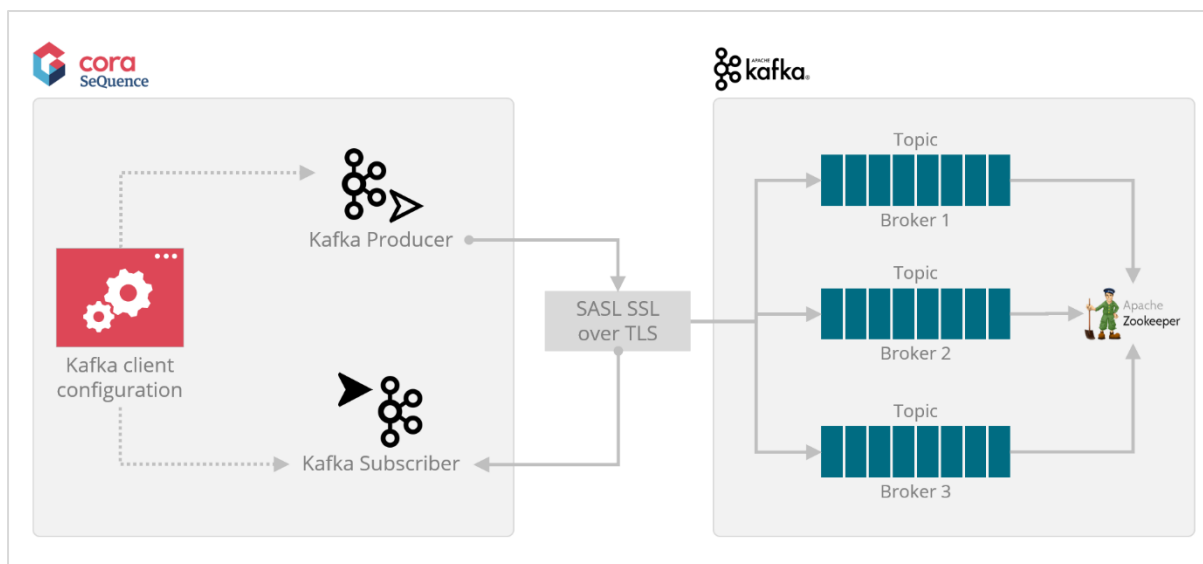 cora
SeQuence
APACHE
kafka®
Kafka Producer
Kafka client
configuration
Kafka Subscriber
SASL SSL
over TLS
Topic
Broker 1
Topic
Broker 2
Topic
Broker 3
Apache
Zookeeper